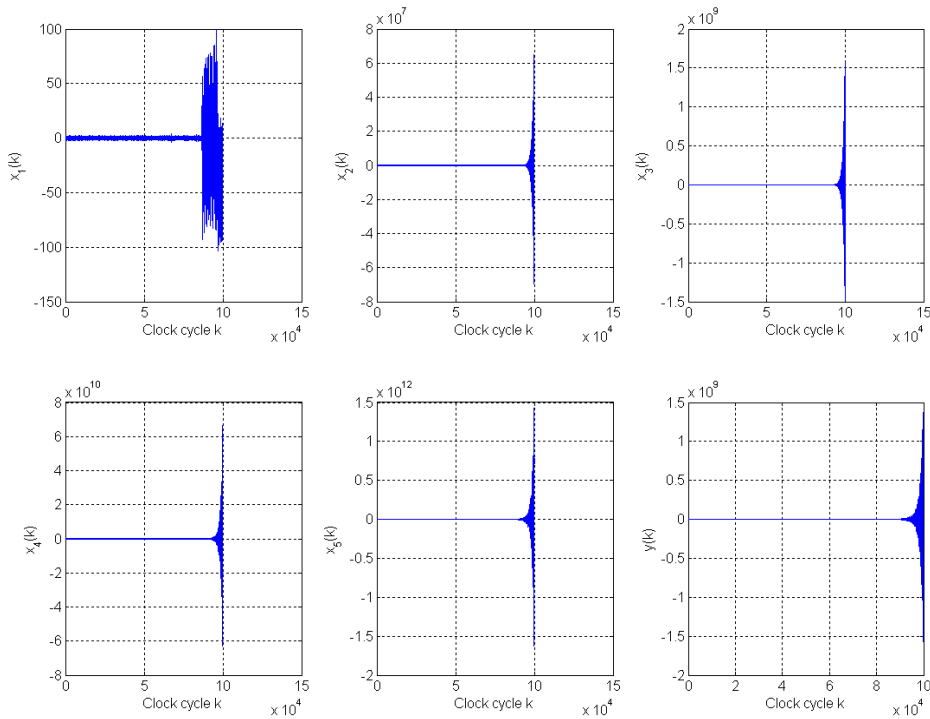 100
50
0
-50
-100
-150
x1(k)
0 5 10 15
Clock cycle k
x 10^4
x 10^7
8
6
4
2
0
-2
-4
-6
-8
x2(k)
0 5 10 15
Clock cycle k
x 10^4
x 10^9
2
1.5
1
0.5
0
-0.5
-1
-1.5
x3(k)
0 5 10 15
Clock cycle k
x 10^4
x 10^10
8
6
4
2
0
-2
-4
-6
-8
x4(k)
0 5 10 15
Clock cycle k
x 10^4
x 10^12
1.5
1
0.5
0
-0.5
-1
-1.5
-2
x5(k)
0 5 10 15
Clock cycle k
x 10^4
x 10^9
1.5
1
0.5
0
-0.5
-1
-1.5
-2
y(k)
0 2 4 6 8 10
Clock cycle k
x 10^4